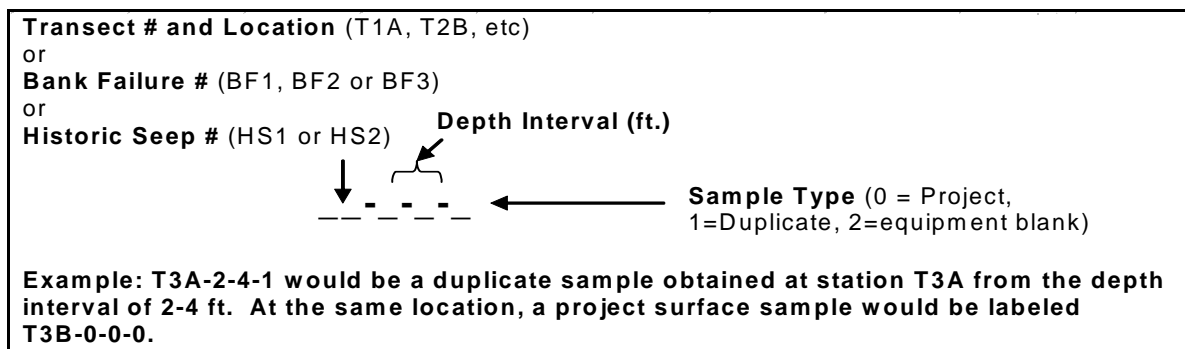 Transect # and Location (T1A, T2B, etc)
or
Bank Failure # (BF1, BF2 or BF3)
or
Historic Seep # (HS1 or HS2)
Depth Interval (ft.)
__-_-_-_
Sample Type (0 = Project,
1=Duplicate, 2=equipment blank)
Example: T3A-2-4-1 would be a duplicate sample obtained at station T3A from the depth
interval of 2-4 ft. At the same location, a project surface sample would be labeled
T3B-0-0-0.